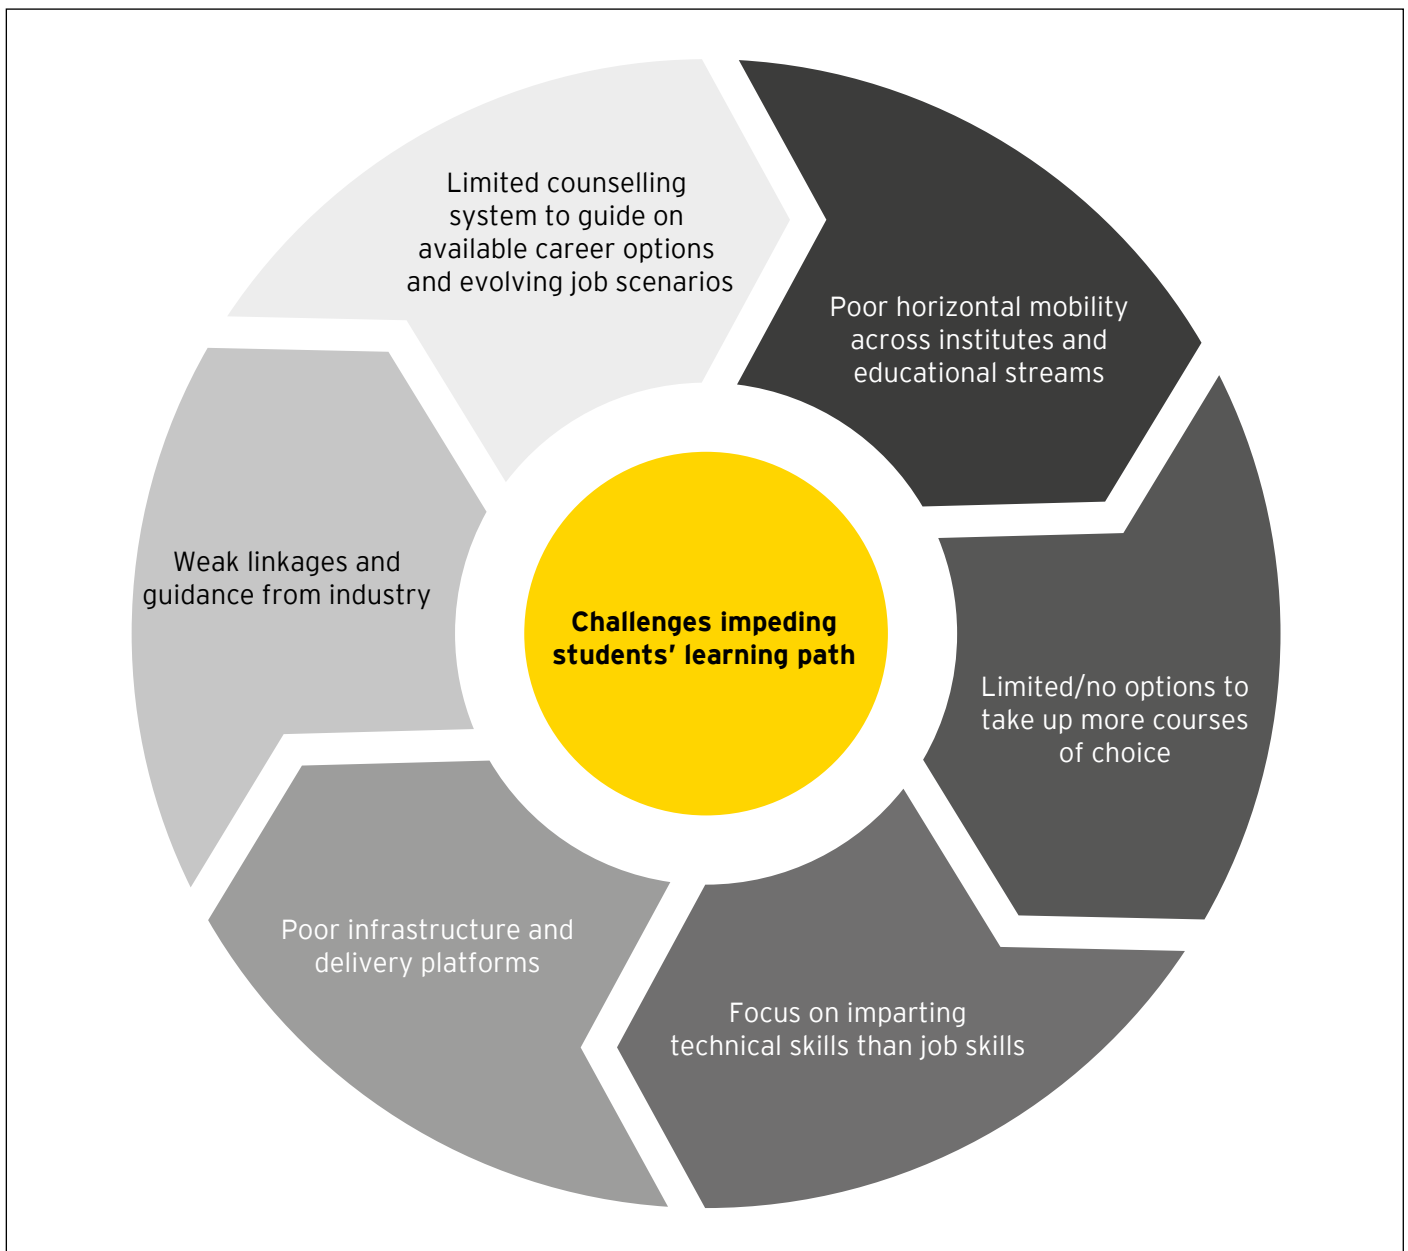 Limited counselling
system to guide on
available career options
and evolving job scenarios
Poor horizontal mobility
across institutes and
educational streams
Limited/no options to
take up more courses
of choice
Focus on imparting
technical skills than job skills
Poor infrastructure and
delivery platforms
Weak linkages and
guidance from industry
Challenges impeding
students’ learning path